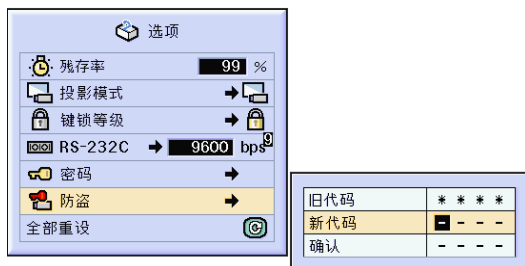 选项
残存率 99 %
投影模式
键锁等级
RS-232C 9600 bps 9
密码
防盗
全部重设
旧代码 * * * *
新代码 - - - -
确认 - - - -